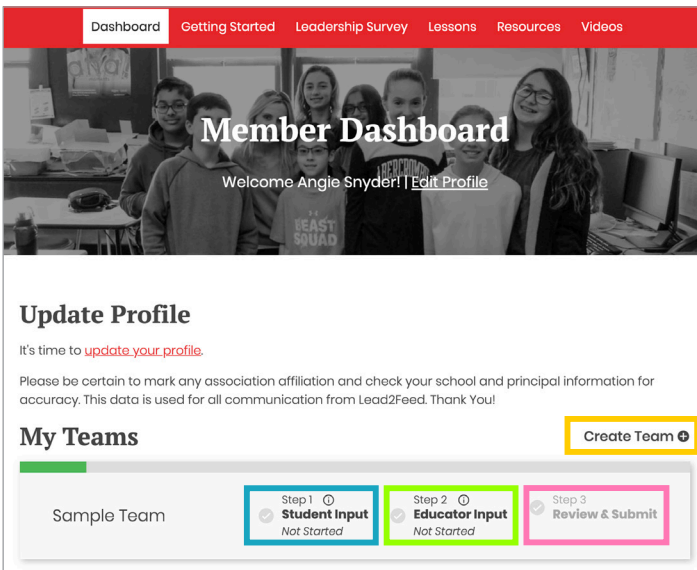 Dashboard Getting Started Leadership Survey Lessons Resources Videos
Member Dashboard
Welcome Angie Snyder! | Edit Profile
ABERCROMBIE
BEAST
SQUAD
Update Profile
It's time to update your profile.
Please be certain to mark any association affiliation and check your school and principal information for
accuracy. This data is used for all communication from Lead2Feed. Thank You!
My Teams
Create Team
Sample Team
Step 1
Student Input
Not Started
Step 2
Educator Input
Not Started
Step 3
Review & Submit